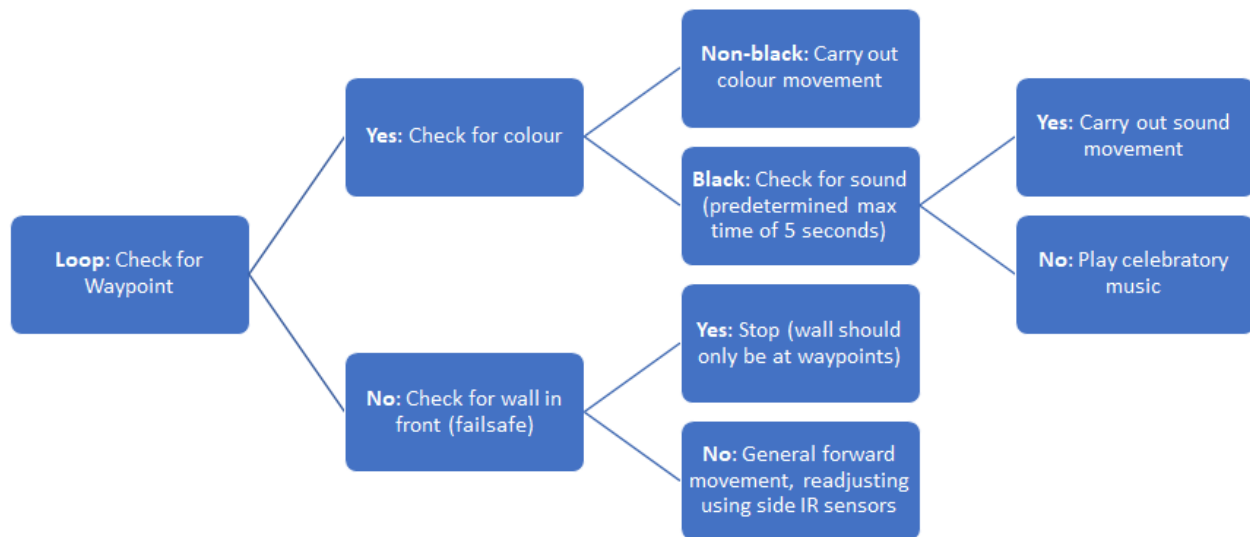 Loop: Check for
Waypoint
Yes: Check for colour
No: Check for wall in
front (failsafe)
Non-black: Carry out
colour movement
Black: Check for sound
(predetermined max
time of 5 seconds)
Yes: Stop (wall should
only be at waypoints)
No: General forward
movement, readjusting
using side IR sensors
Yes: Carry out sound
movement
No: Play celebratory
music